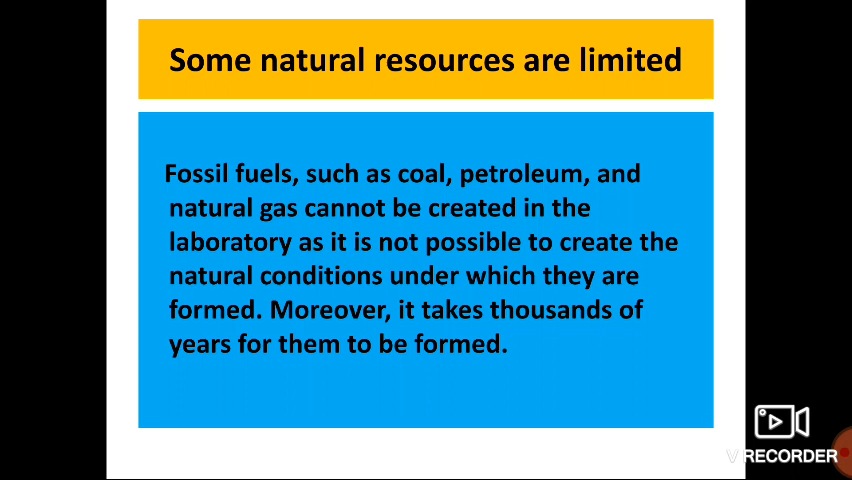 Some natural resources are limited
Fossil fuels, such as coal, petroleum, and
natural gas cannot be created in the
laboratory as it is not possible to create the
natural conditions under which they are
formed. Moreover, it takes thousands of
years for them to be formed.
V RECORDER